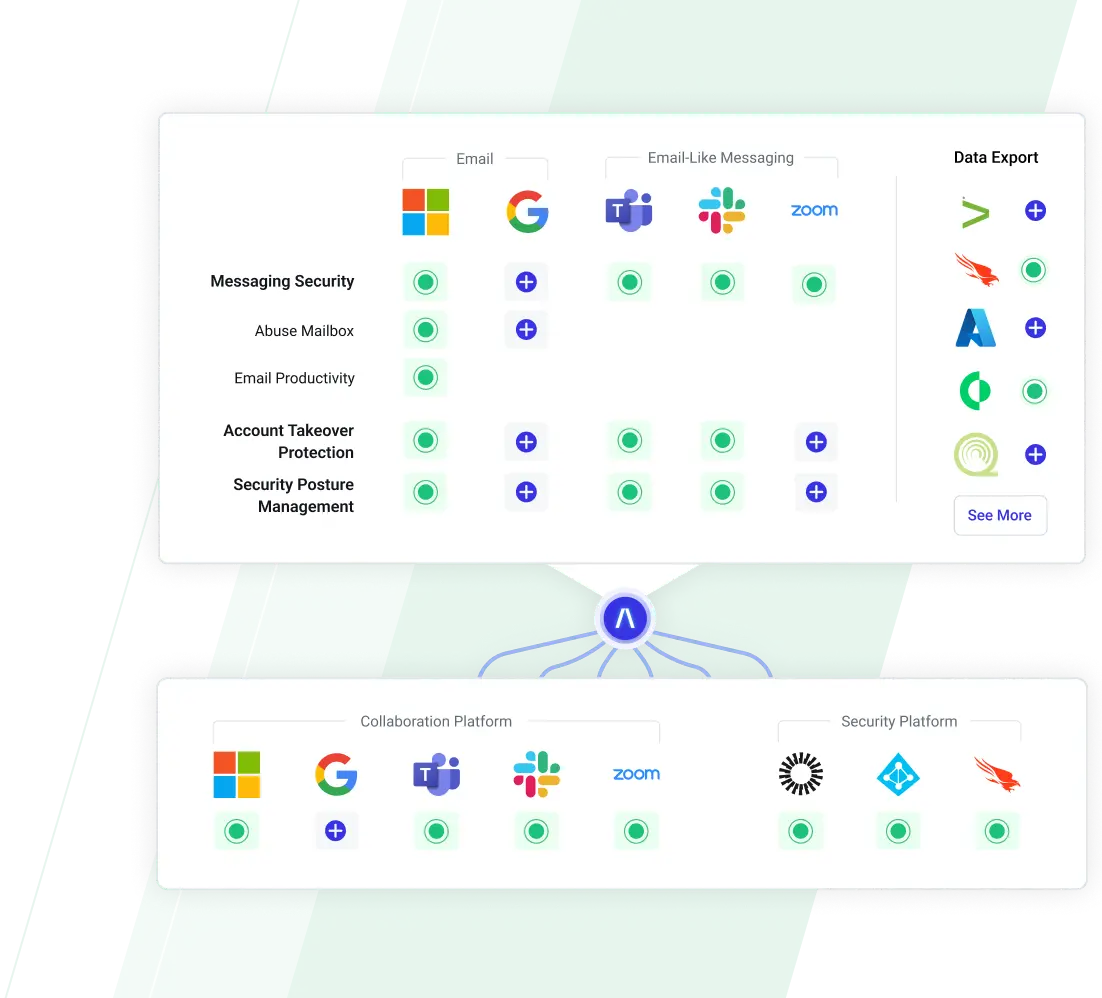 Email
Email-Like Messaging
Data Export
T
zoom
Messaging Security
Abuse Mailbox
Email Productivity
Account Takeover
Protection
Security Posture
Management
See More
Collaboration Platform
Security Platform
T
zoom